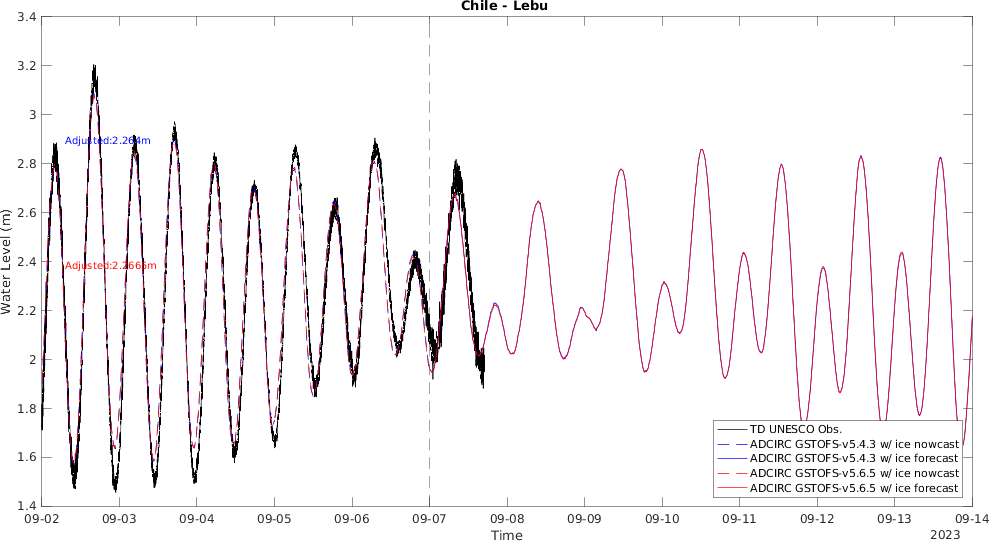 Chile - Lebu
3.4
3.2
3
2.8
2.6
2.4
2.2
2
1.8
1.6
1.4
Water Level (m)
Adjusted:2.264m
Adjusted:2.2666m
TD UNESCO Obs.
ADCIRC GSTOFS-v5.4.3 w/ ice nowcast
ADCIRC GSTOFS-v5.4.3 w/ ice forecast
ADCIRC GSTOFS-v5.6.5 w/ ice nowcast
ADCIRC GSTOFS-v5.6.5 w/ ice forecast
09-02 09-03 09-04 09-05 09-06 09-07 09-08 09-09 09-10 09-11 09-12 09-13 09-14
Time
2023